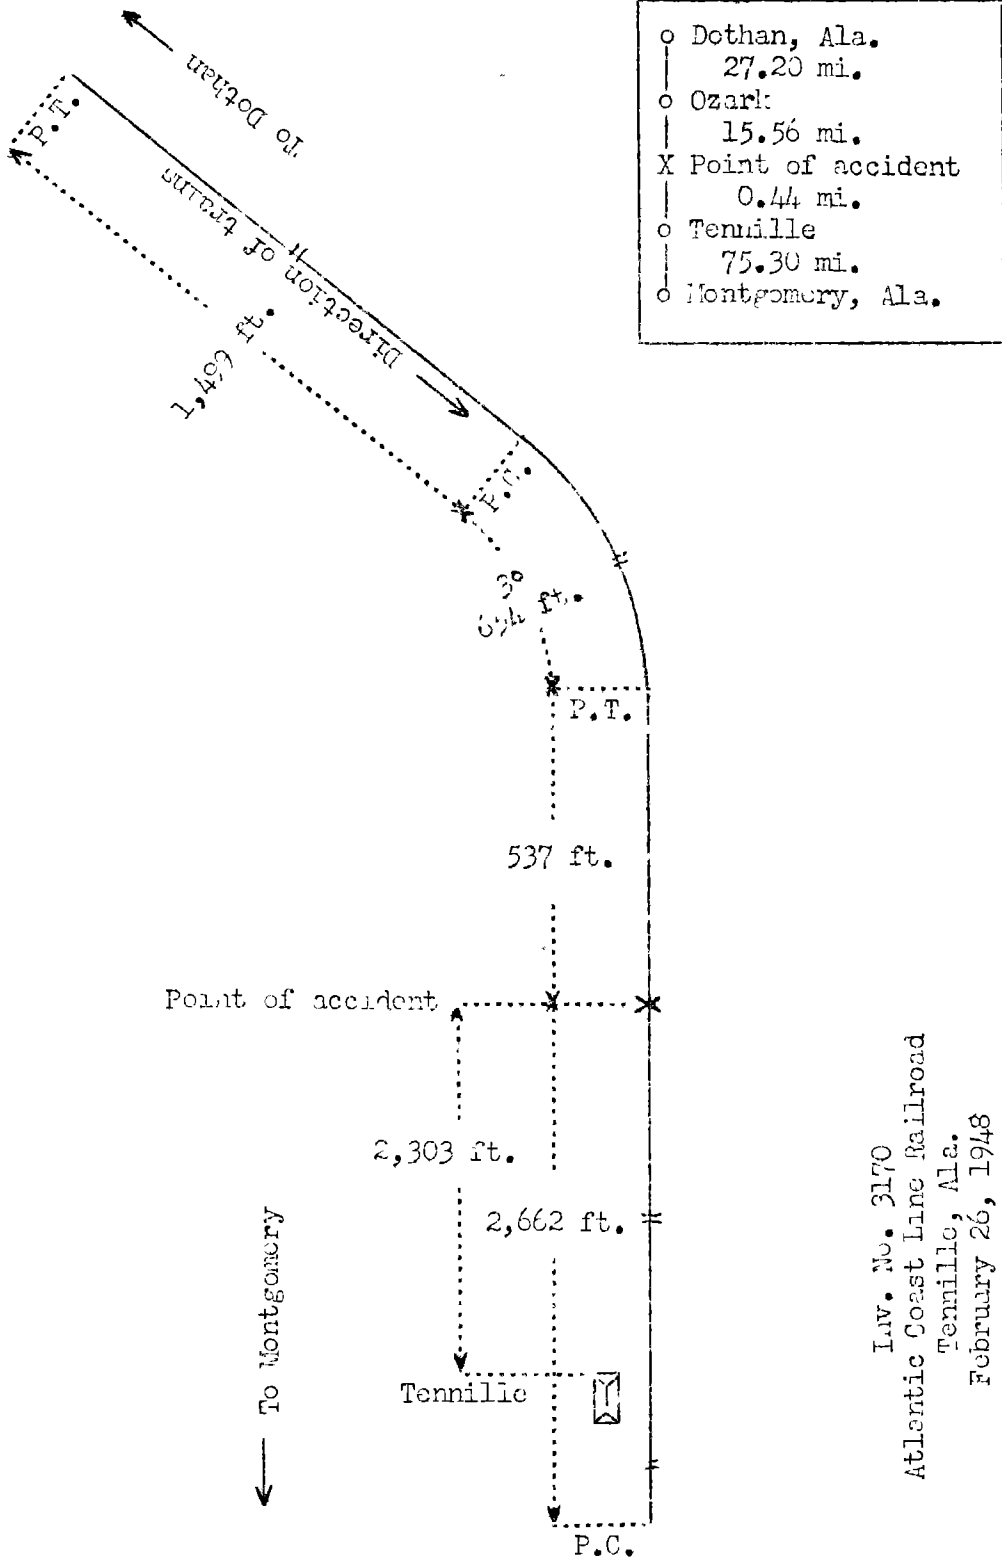 Dothan, Ala.
27.20 mi.
Ozark
15.56 mi.
X Point of accident
0.44 mi.
Tennille
75.30 mi.
Montgomery, Ala.
To Dothan
P.T.
Direction of trains
1,499 ft.
P.C.
3°
654 ft.
P.T.
537 ft.
Point of accident
2,303 ft.
2,662 ft.
To Montgomery
Tennille
P.C.
Inv. No. 3170
Atlantic Coast Line Railroad
Tennille, Ala.
February 26, 1948